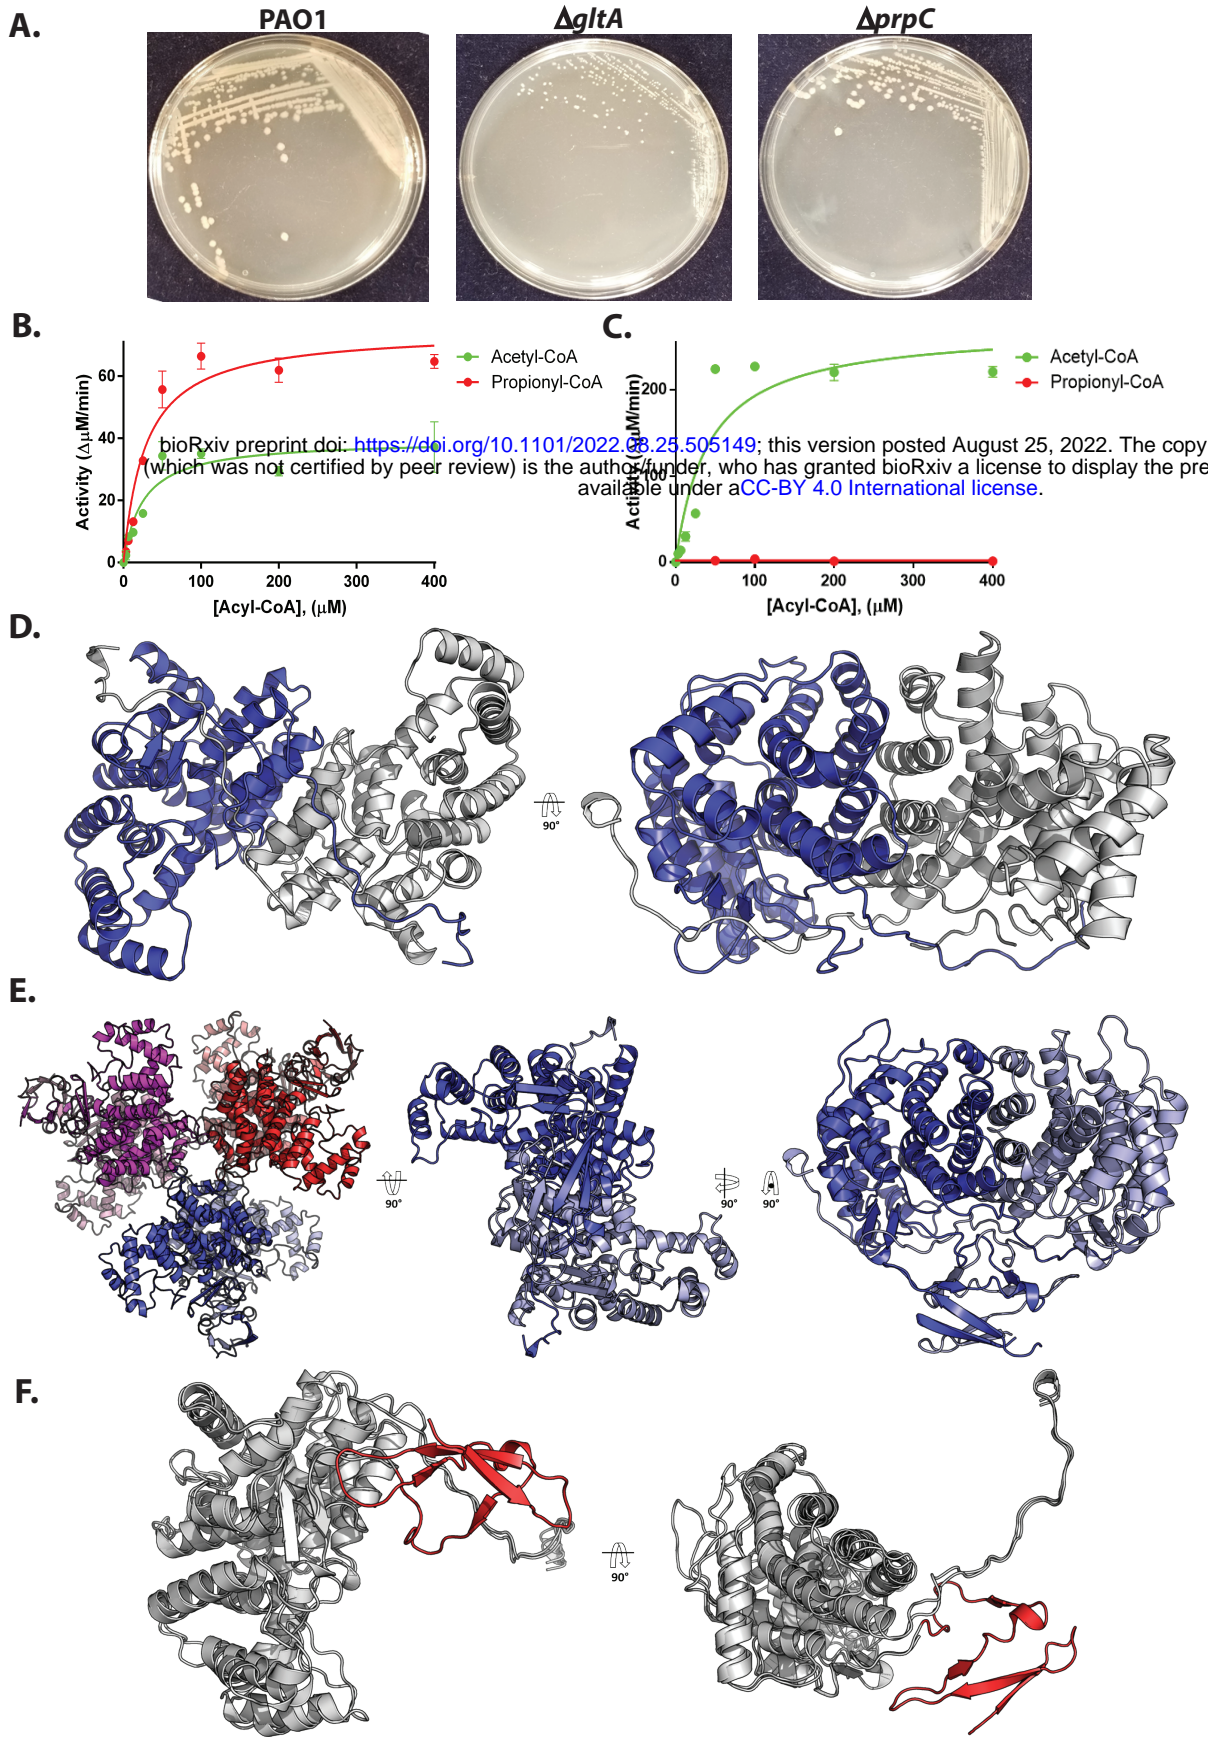 A.
PAO1
ΔgltA
ΔprpC
B.
60
40
20
0
0
100
200
300
400
Activity (ΔμM/min)
[Acyl-CoA], (μM)
Acetyl-CoA
Propionyl-CoA
C.
200
100
0
0
100
200
300
400
[Acyl-CoA], (μM)
Acetyl-CoA
Propionyl-CoA
bioRxiv preprint doi: https://doi.org/10.1101/2022.08.25.505149; this version posted August 25, 2022. The copy
(which was not certified by peer review) is the author/funder, who has granted bioRxiv a license to display the pre
available under aCC-BY 4.0 International license.
D.
90°
E.
90°
90°
90°
F.
90°